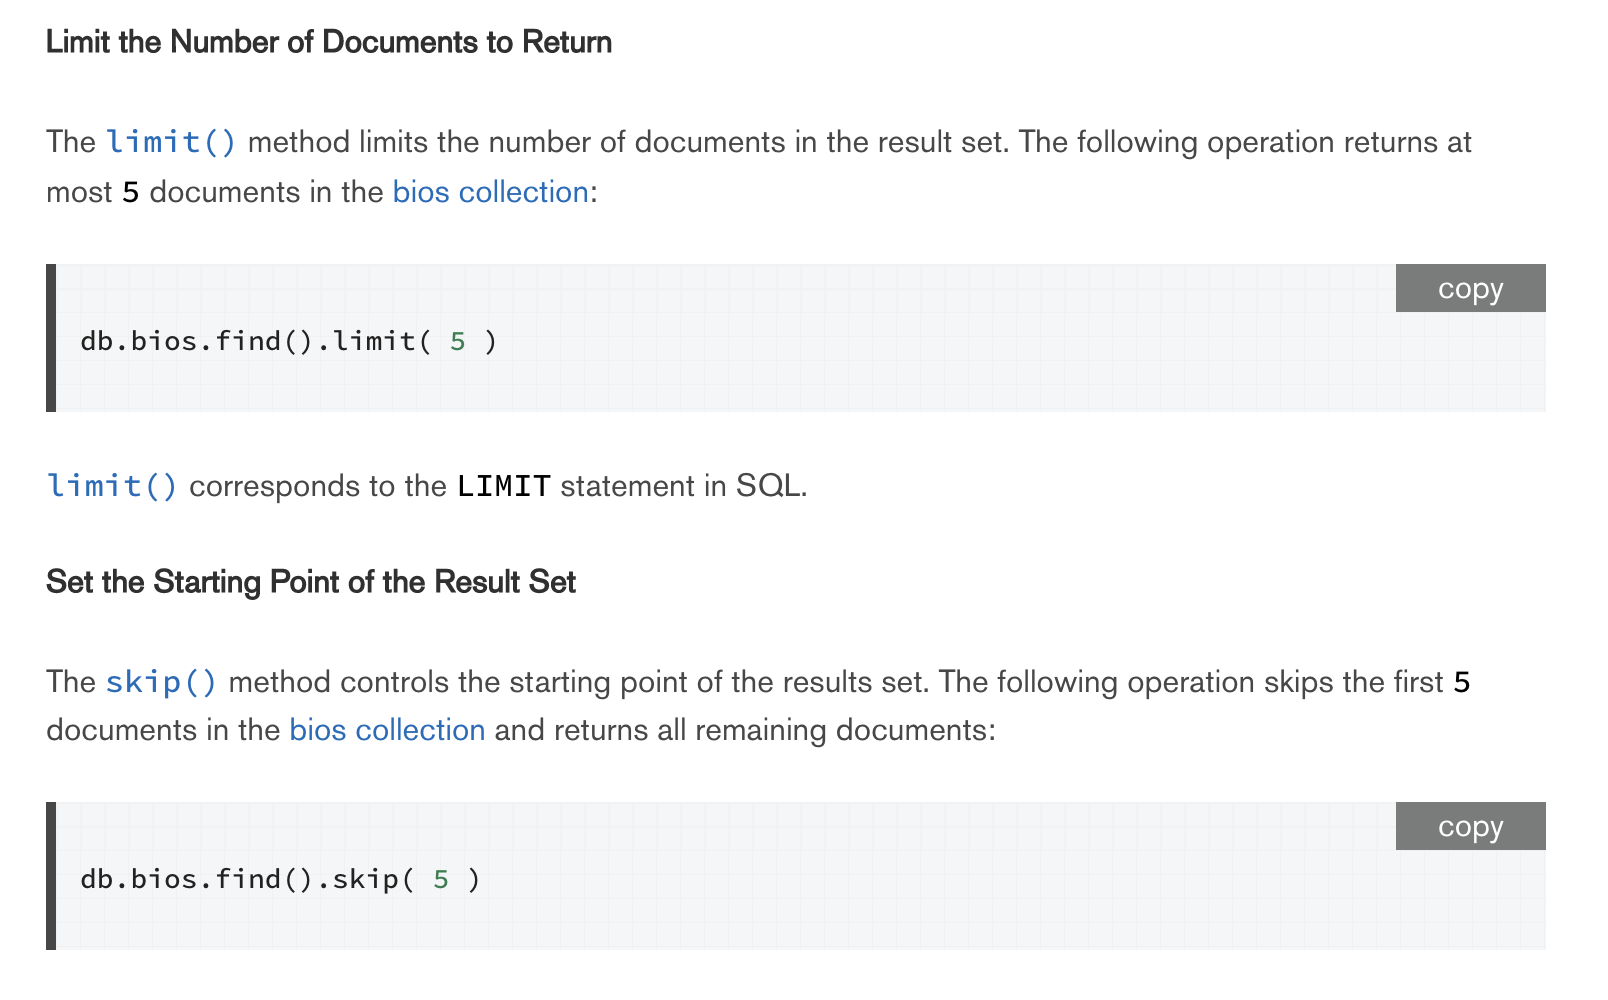 Limit the Number of Documents to Return
The limit() method limits the number of documents in the result set. The following operation returns at
most 5 documents in the bios collection:
copy
db.bios.find().limit( 5 )
limit() corresponds to the LIMIT statement in SQL.
Set the Starting Point of the Result Set
The skip() method controls the starting point of the results set. The following operation skips the first 5
documents in the bios collection and returns all remaining documents:
copy
db.bios.find().skip( 5 )